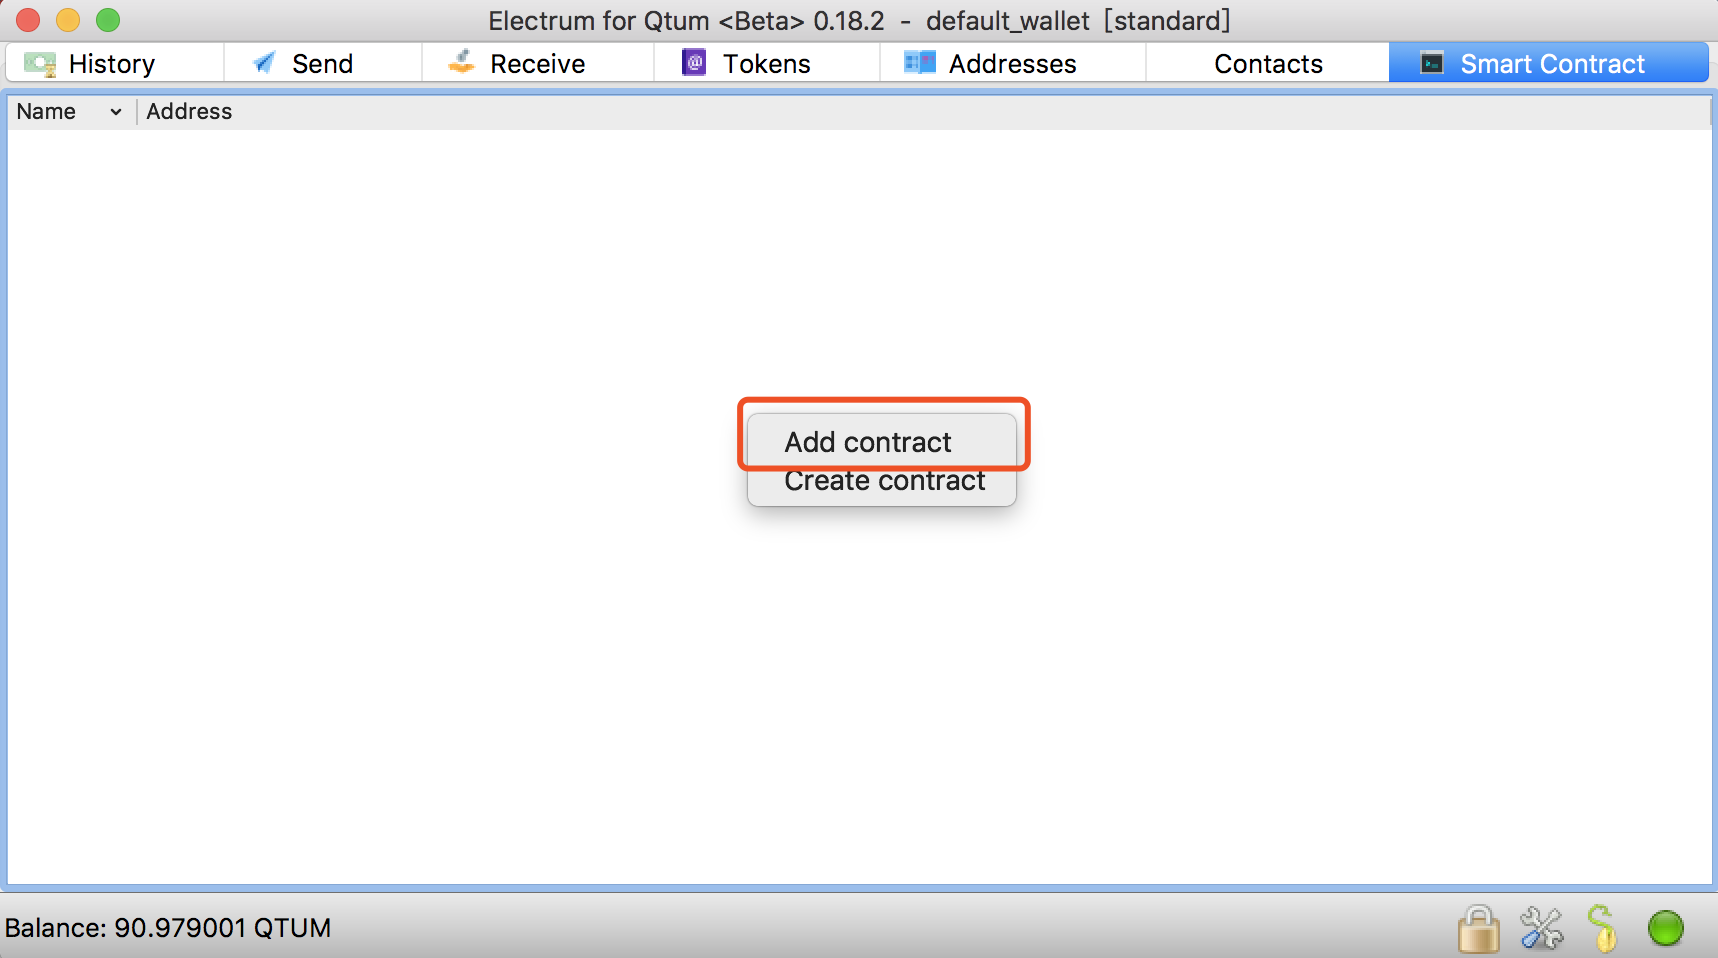 Electrum for Qtum <Beta> 0.18.2 - default_wallet [standard]
History Send Receive Tokens Addresses Contacts Smart Contract
Name Address
Add contract
Create contract
Balance: 90.979001 QTUM